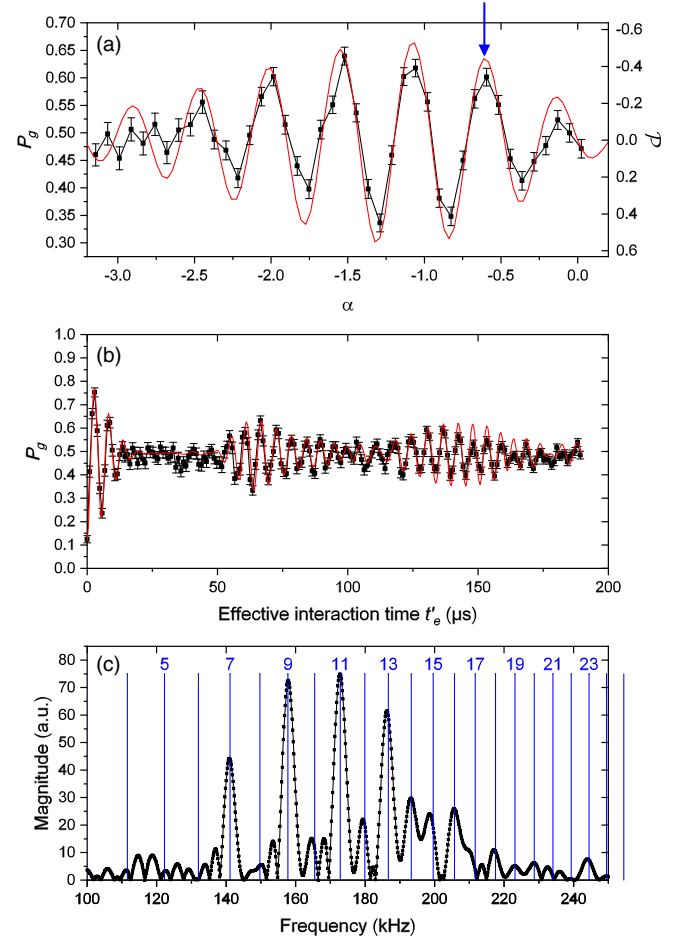 (a)
0.70
0.65
0.60
0.55
0.50
0.45
0.40
0.35
0.30
P_g
-0.6
-0.4
-0.2
0.0
0.2
0.4
0.6
𝒫
-3.0 -2.5 -2.0 -1.5 -1.0 -0.5 0.0
α
(b)
1.0
0.9
0.8
0.7
0.6
0.5
0.4
0.3
0.2
0.1
0.0
P_g
0 50 100 150 200
Effective interaction time t'_e (μs)
(c)
5 7 9 11 13 15 17 19 21 23
80
70
60
50
40
30
20
10
0
Magnitude (a.u.)
100 120 140 160 180 200 220 240
Frequency (kHz)